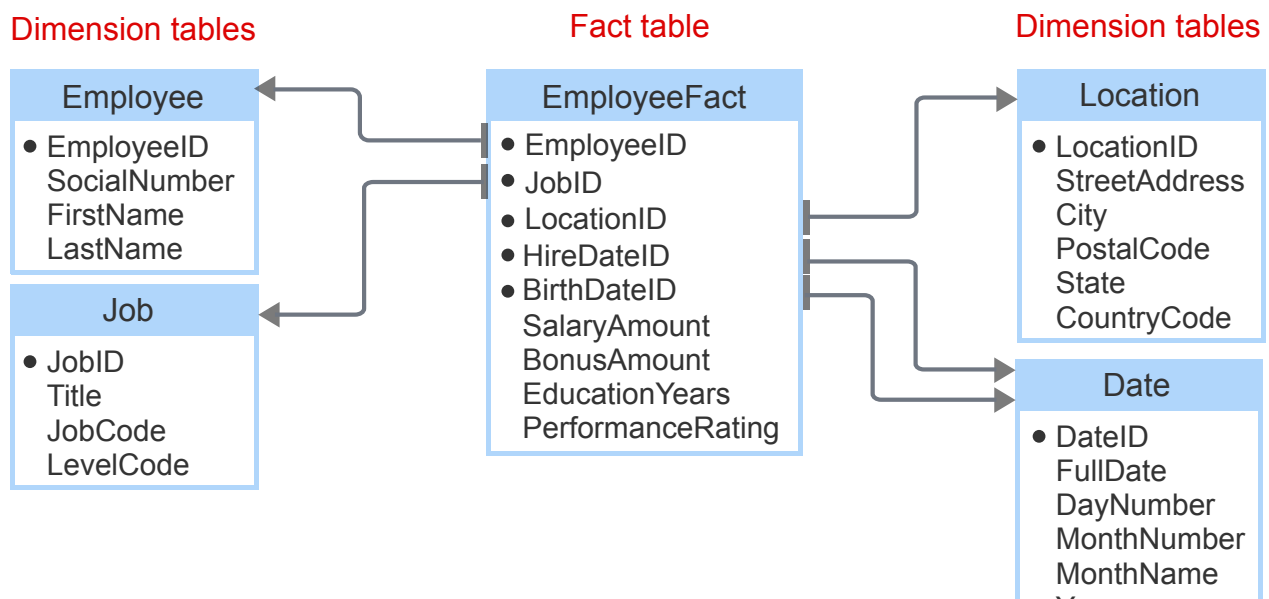 Dimension tables
Fact table
Dimension tables
Employee
EmployeeID
SocialNumber
FirstName
LastName
Job
JobID
Title
JobCode
LevelCode
EmployeeFact
EmployeeID
JobID
LocationID
HireDateID
BirthDateID
SalaryAmount
BonusAmount
EducationYears
PerformanceRating
Location
LocationID
StreetAddress
City
PostalCode
State
CountryCode
Date
DateID
FullDate
DayNumber
MonthNumber
MonthName